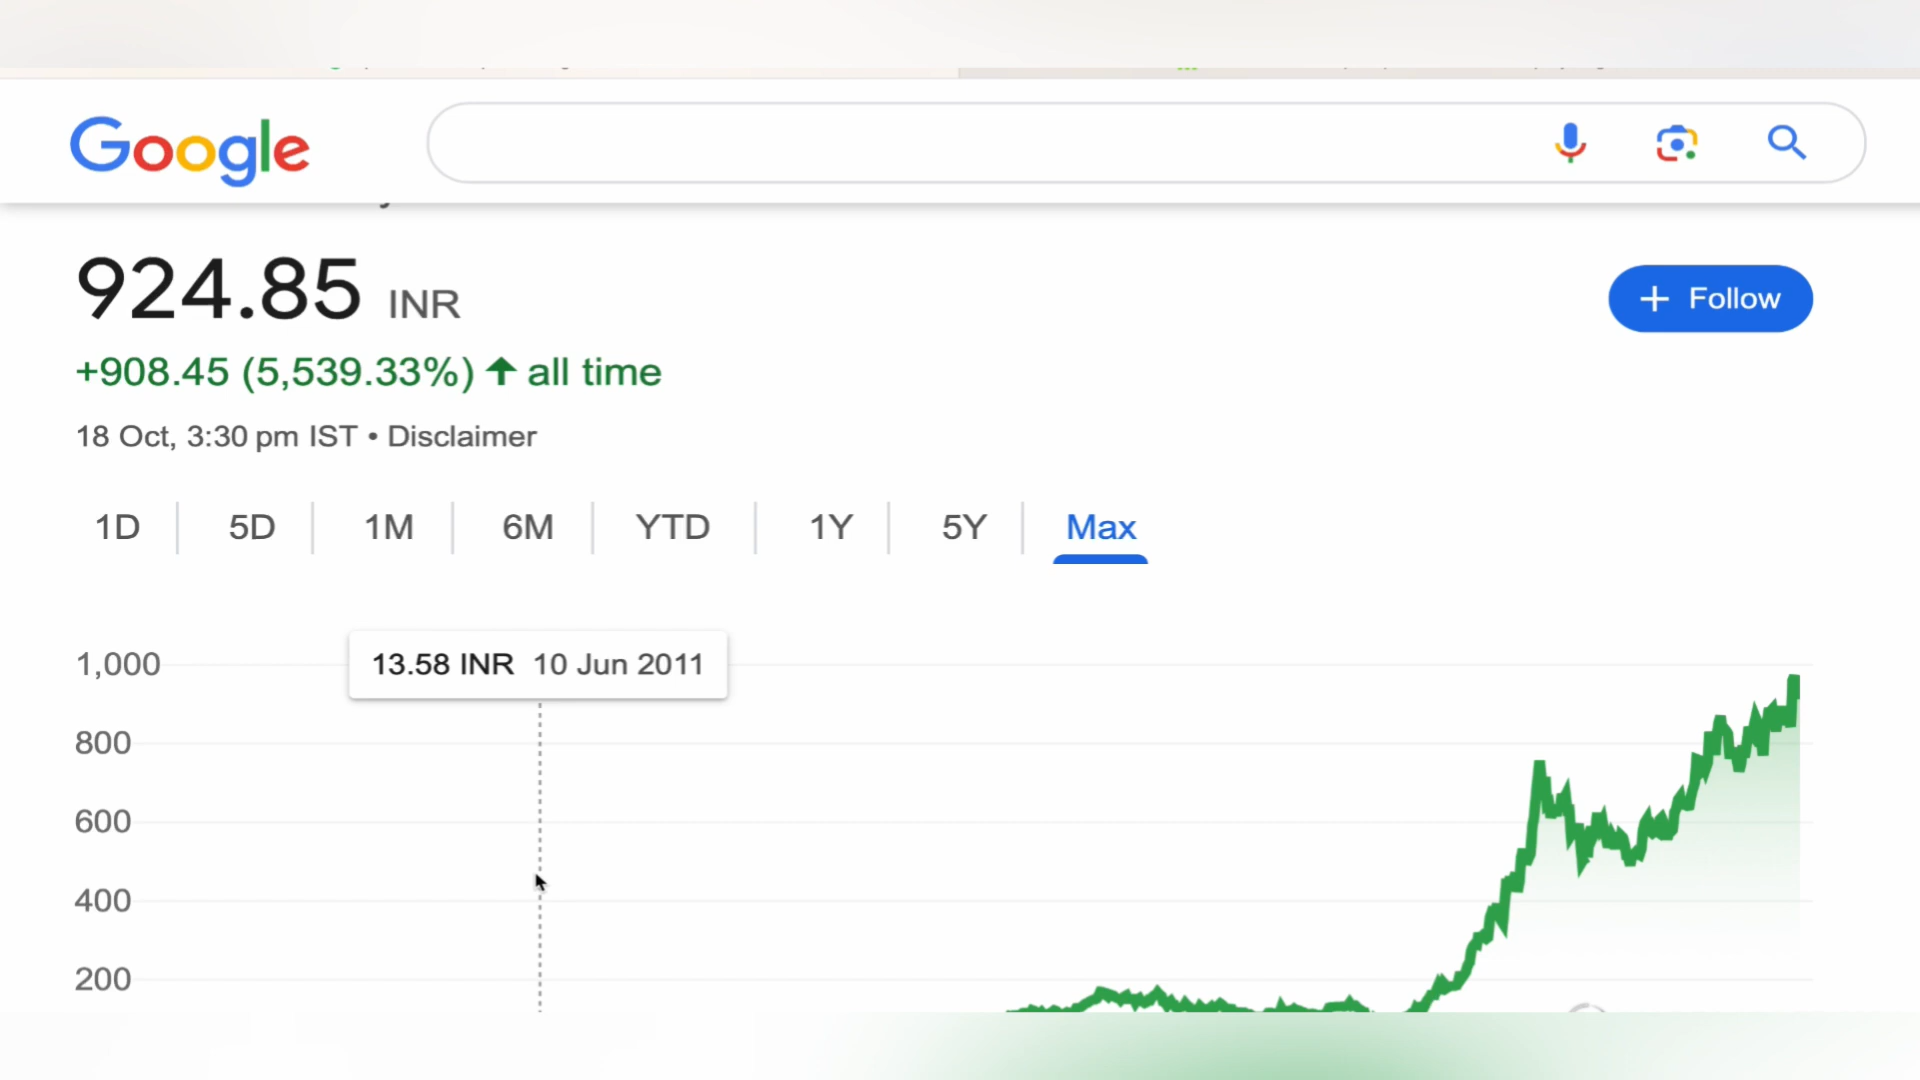 Google
924.85 INR
+ Follow
+908.45 (5,539.33%) ↑ all time
18 Oct, 3:30 pm IST • Disclaimer
1D 5D 1M 6M YTD 1Y 5Y Max
13.58 INR 10 Jun 2011
1,000
800
600
400
200